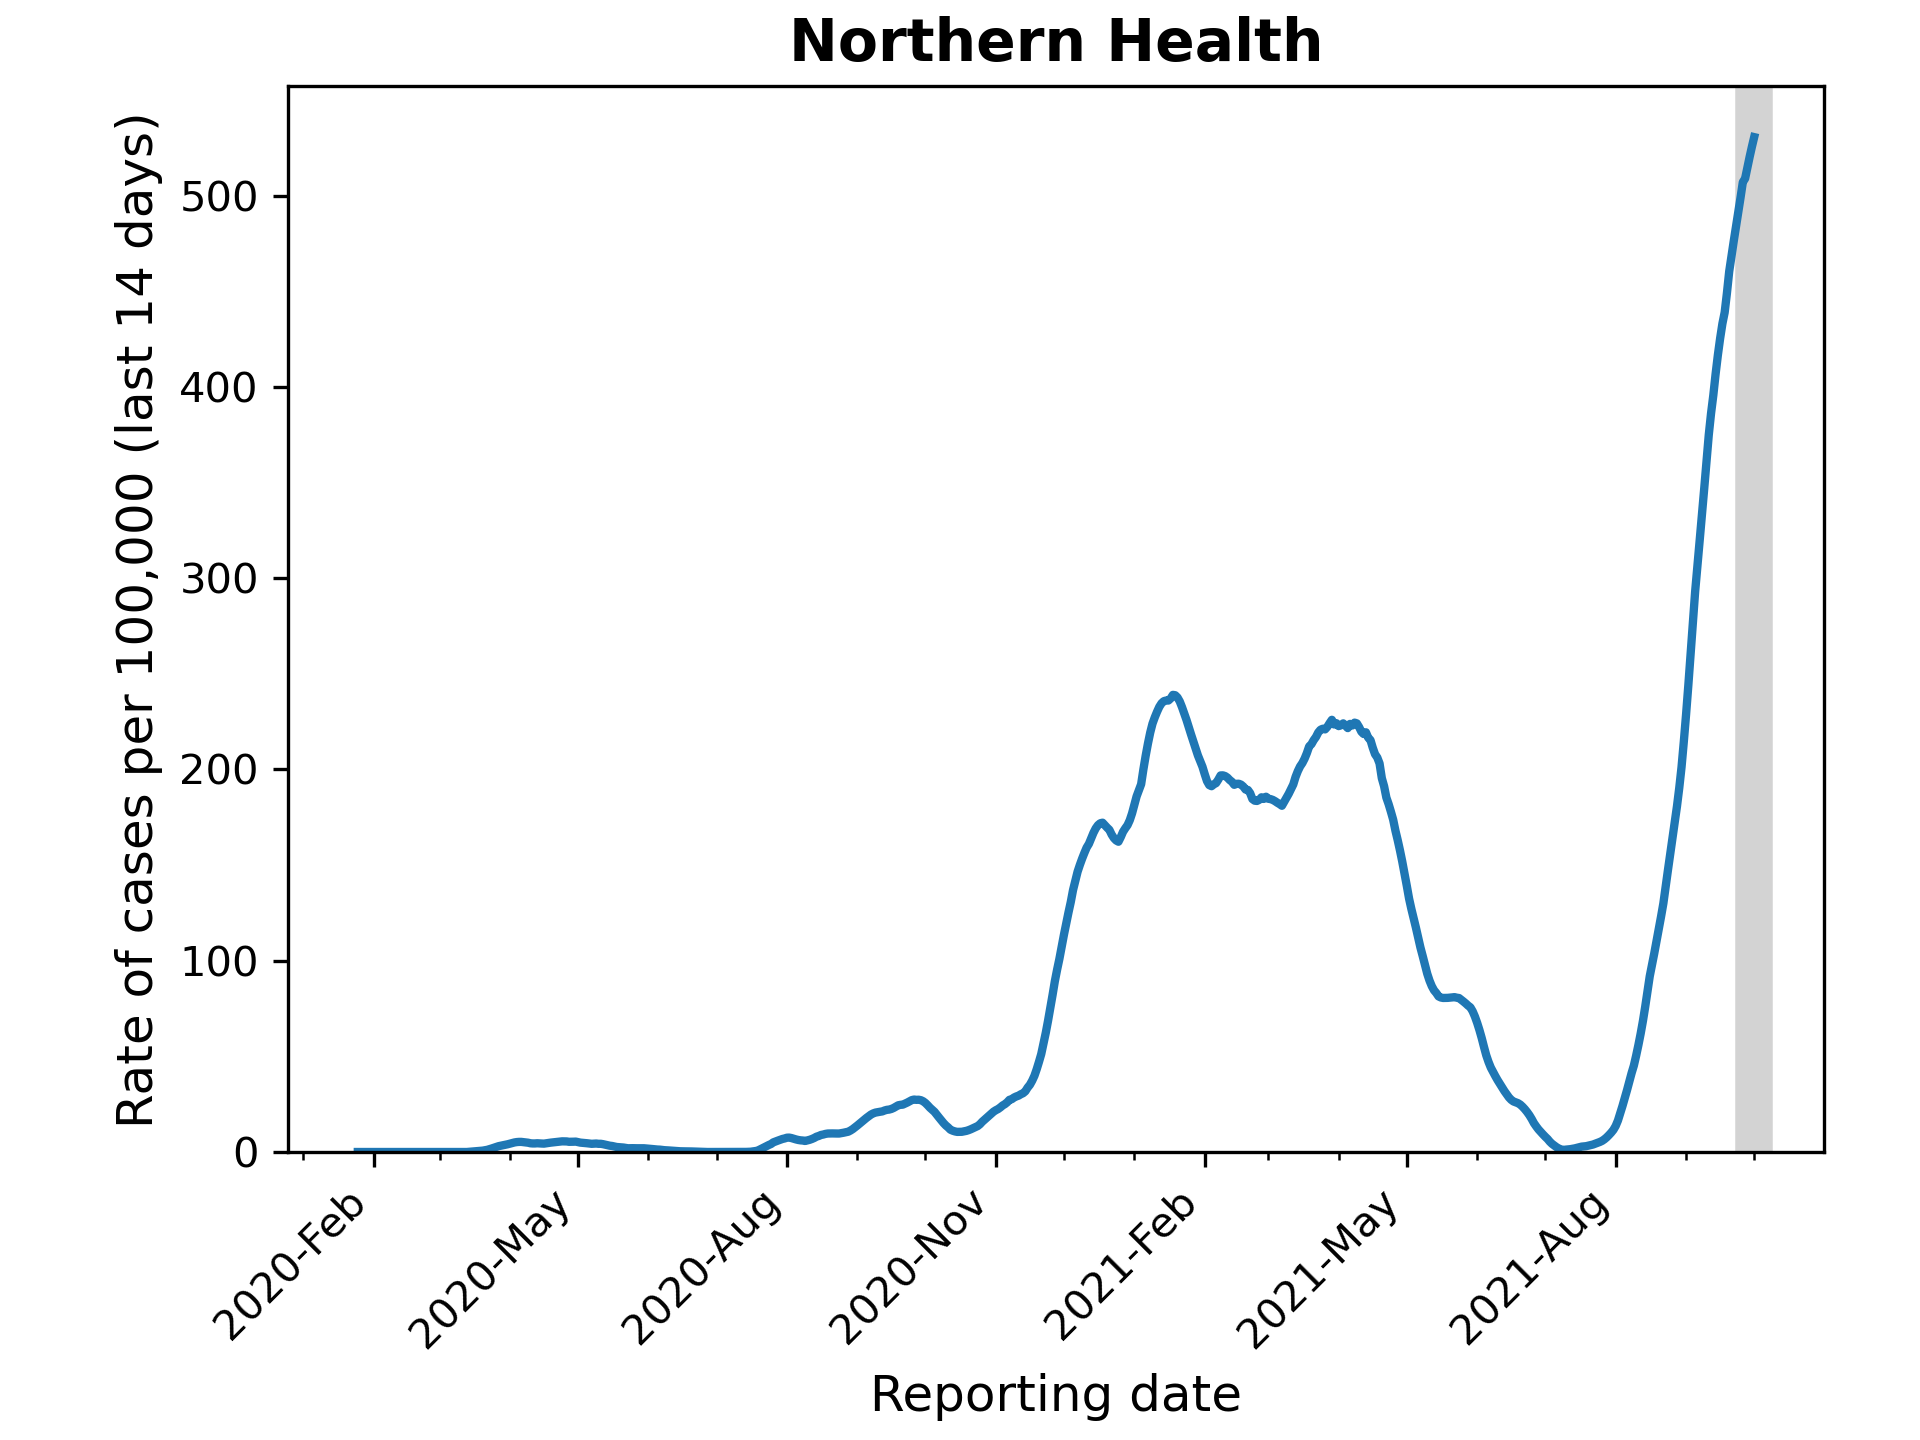 Northern Health
Rate of cases per 100,000 (last 14 days)
500
400
300
200
100
0
2020-Feb
2020-May
2020-Aug
2020-Nov
2021-Feb
2021-May
2021-Aug
Reporting date